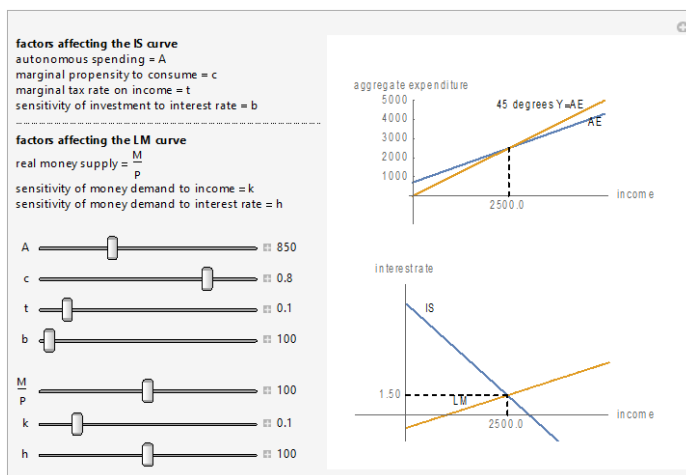 factors affecting the IS curve
autonomous spending = A
marginal propensity to consume = c
marginal tax rate on income = t
sensitivity of investment to interest rate = b
factors affecting the LM curve
real money supply = M
P
sensitivity of money demand to income = k
sensitivity of money demand to interest rate = h
A 850
c 0.8
t 0.1
b 100
M
P 100
k 0.1
h 100
aggregate expenditure
5000
45 degrees Y=AE
4000
AE
3000
2000
1000
income
2500.0
interest rate
IS
1.50
LM
income
2500.0